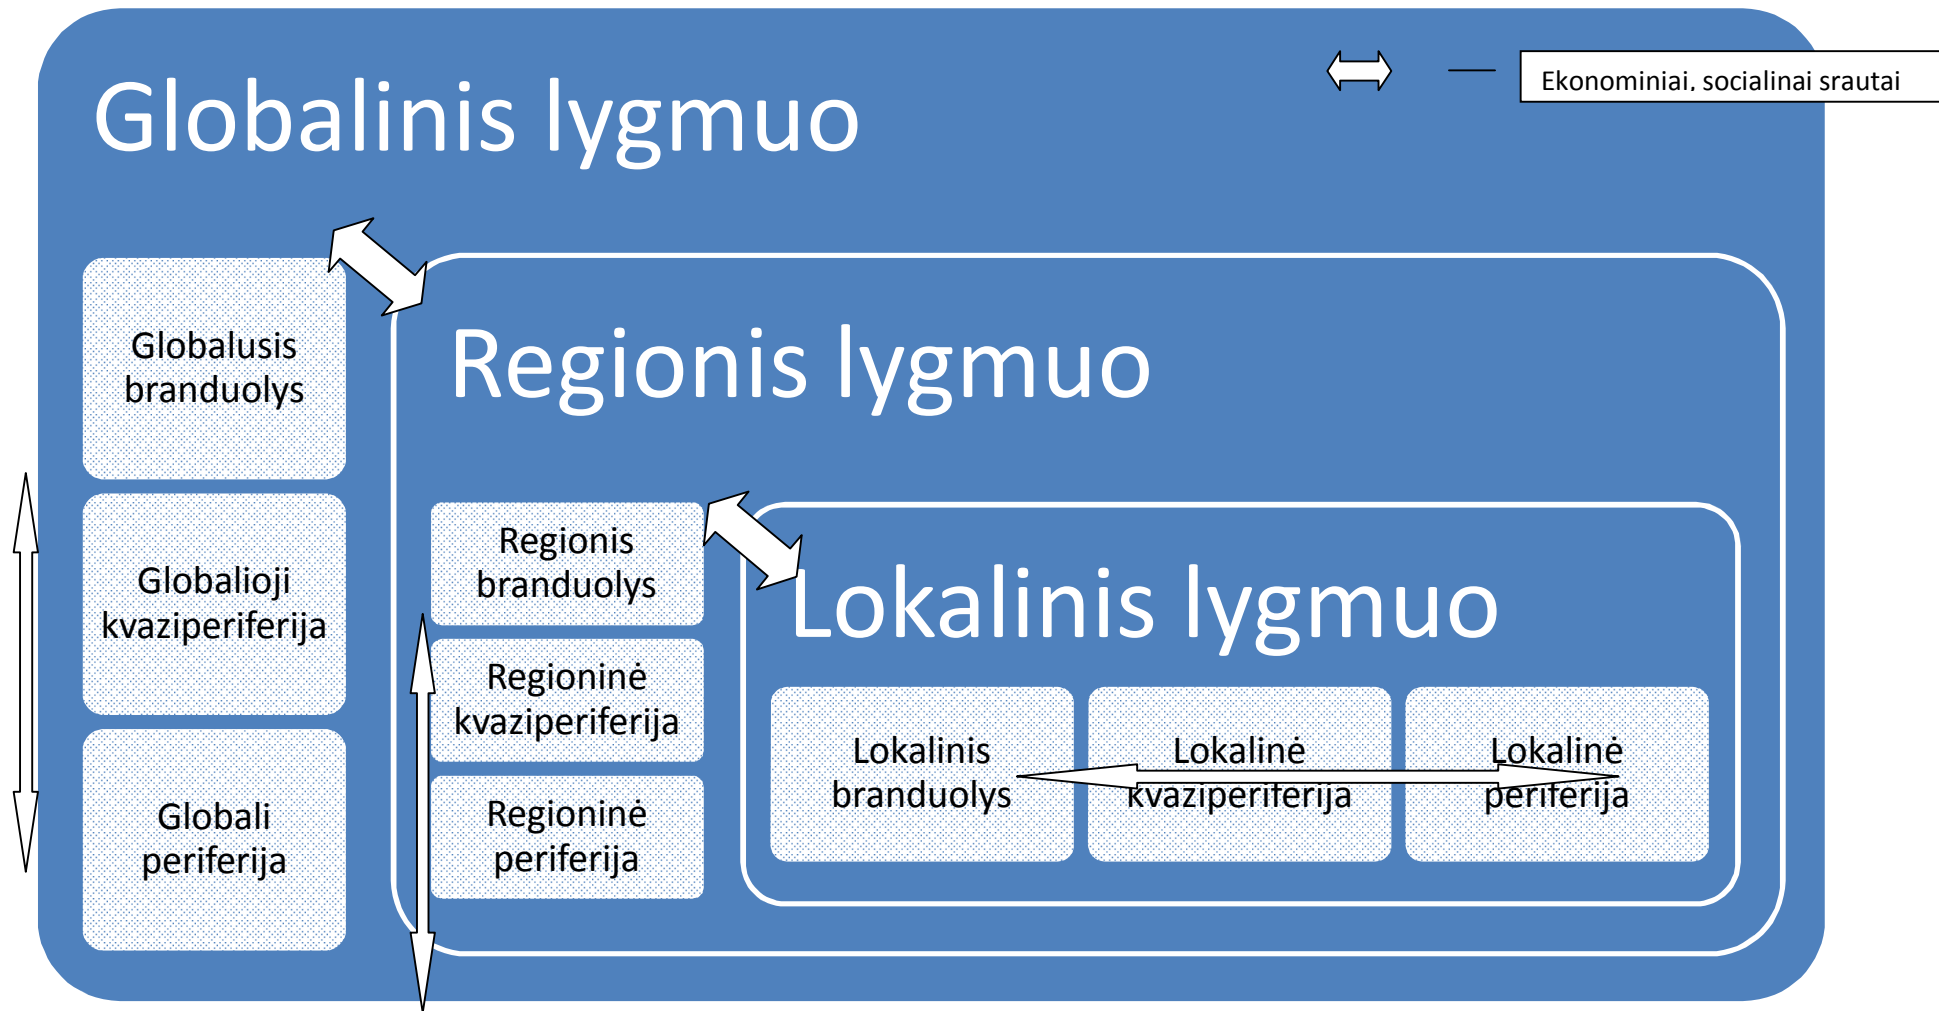 Globalinis lygmuo
Ekonominiai, socialinai srautai
Globalusis
branduolys
Globalioji
kvaziperiferija
Globali
periferija
Regionis lygmuo
Regionis
branduolys
Regioninė
kvaziperiferija
Regioninė
periferija
Lokalinis lygmuo
Lokalinis
branduolys
Lokalinė
kvaziperiferija
Lokalinė
periferija